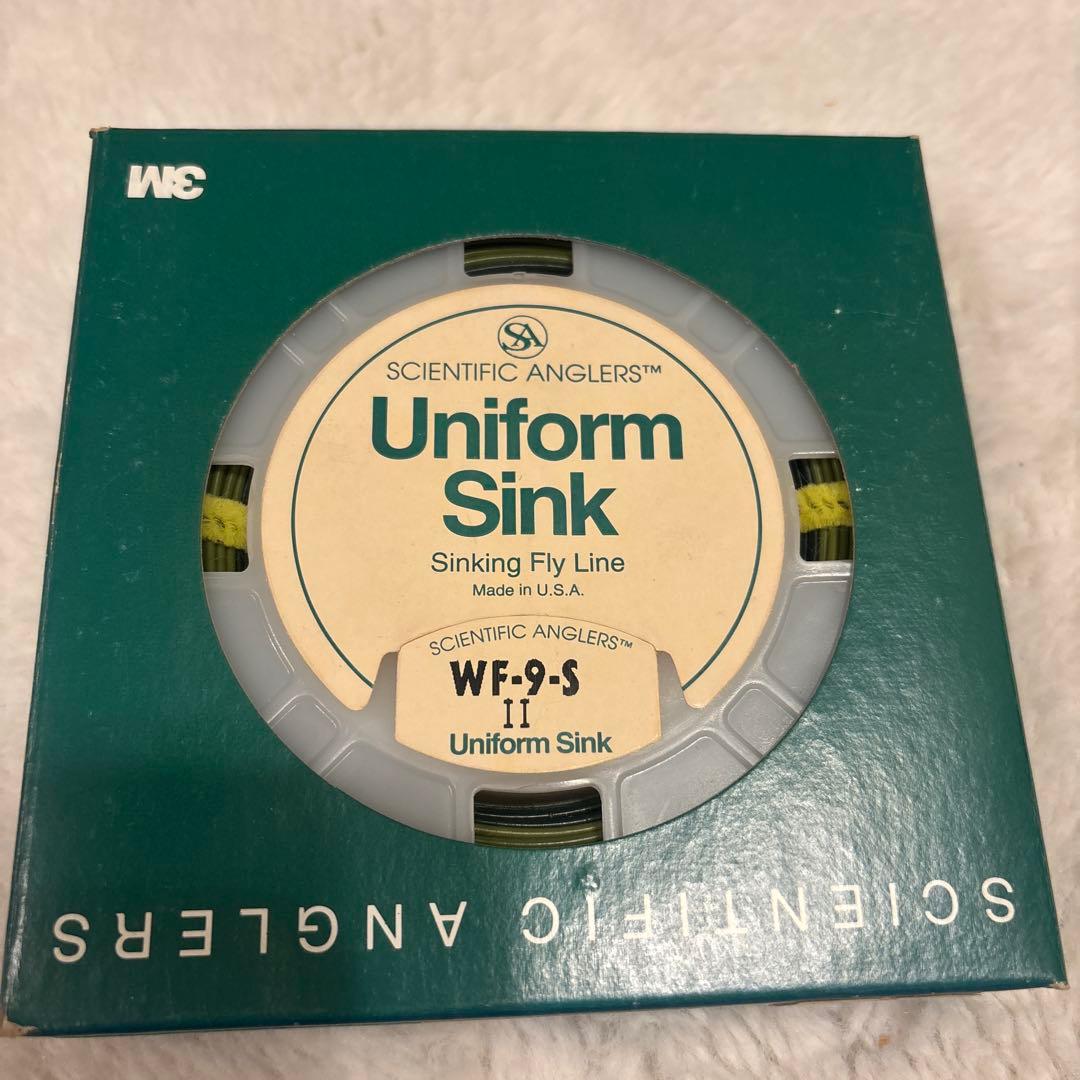 3M
SA
SCIENTIFIC ANGLERS™
Uniform
Sink
Sinking Fly Line
Made in U.S.A.
SCIENTIFIC ANGLERS™
WF-9-S
II
Uniform Sink
SCIENTIFIC ANGLERS